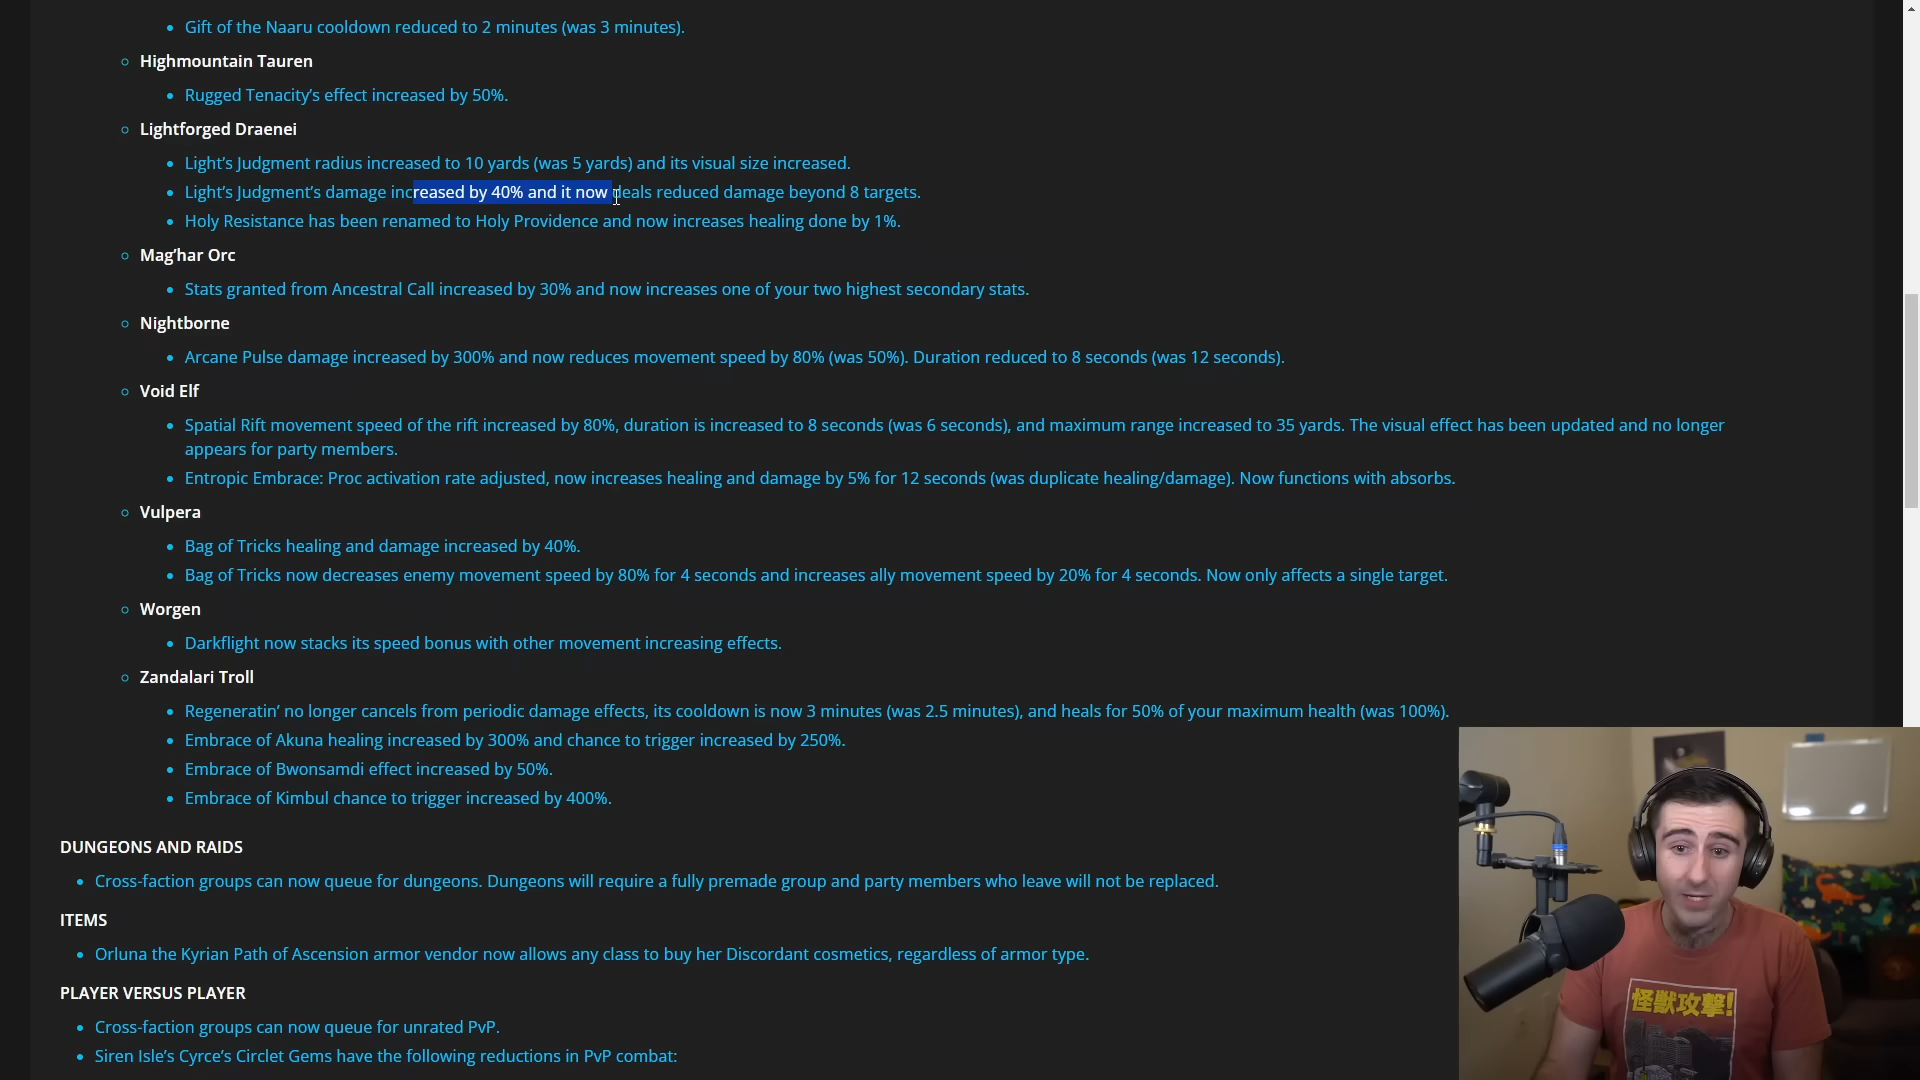 Gift of the Naaru cooldown reduced to 2 minutes (was 3 minutes).
Highmountain Tauren
Rugged Tenacity’s effect increased by 50%.
Lightforged Draenei
Light’s Judgment radius increased to 10 yards (was 5 yards) and its visual size increased.
Light’s Judgment’s damage increased by 40% and it now deals reduced damage beyond 8 targets.
Holy Resistance has been renamed to Holy Providence and now increases healing done by 1%.
Mag’har Orc
Stats granted from Ancestral Call increased by 30% and now increases one of your two highest secondary stats.
Nightborne
Arcane Pulse damage increased by 300% and now reduces movement speed by 80% (was 50%). Duration reduced to 8 seconds (was 12 seconds).
Void Elf
Spatial Rift movement speed of the rift increased by 80%, duration is increased to 8 seconds (was 6 seconds), and maximum range increased to 35 yards. The visual effect has been updated and no longer
appears for party members.
Entropic Embrace: Proc activation rate adjusted, now increases healing and damage by 5% for 12 seconds (was duplicate healing/damage). Now functions with absorbs.
Vulpera
Bag of Tricks healing and damage increased by 40%.
Bag of Tricks now decreases enemy movement speed by 80% for 4 seconds and increases ally movement speed by 20% for 4 seconds. Now only affects a single target.
Worgen
Darkflight now stacks its speed bonus with other movement increasing effects.
Zandalari Troll
Regeneratin’ no longer cancels from periodic damage effects, its cooldown is now 3 minutes (was 2.5 minutes), and heals for 50% of your maximum health (was 100%).
Embrace of Akuna healing increased by 300% and chance to trigger increased by 250%.
Embrace of Bwonsamdi effect increased by 50%.
Embrace of Kimbul chance to trigger increased by 400%.
DUNGEONS AND RAIDS
Cross-faction groups can now queue for dungeons. Dungeons will require a fully premade group and party members who leave will not be replaced.
ITEMS
Orluna the Kyrian Path of Ascension armor vendor now allows any class to buy her Discordant cosmetics, regardless of armor type.
PLAYER VERSUS PLAYER
Cross-faction groups can now queue for unrated PvP.
Siren Isle’s Cyrce’s Circlet Gems have the following reductions in PvP combat:
怪獣攻撃!